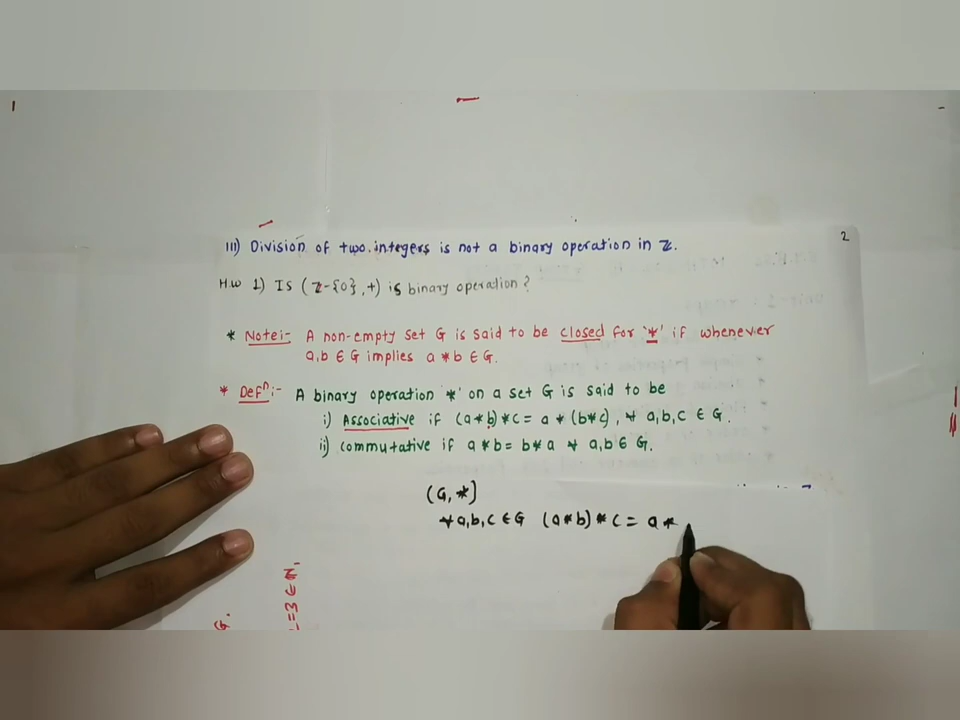 2
III) Division of two integers is not a binary operation in Z.
HW 1) Is (Z-{0}, +) is binary operation?
* Note:- A non-empty set G is said to be closed for '*' if whenever
a,b ∈ G implies a * b ∈ G.
* Defn:- A binary operation '*' on a set G is said to be
i) Associative if (a*b)*c = a*(b*c), ∀ a,b,c ∈ G.
ii) commutative if a*b = b*a ∀ a,b ∈ G.
(G,*)
∀ a,b,c ∈ G (a*b)*c = a*
G.
=3 ∈ N.